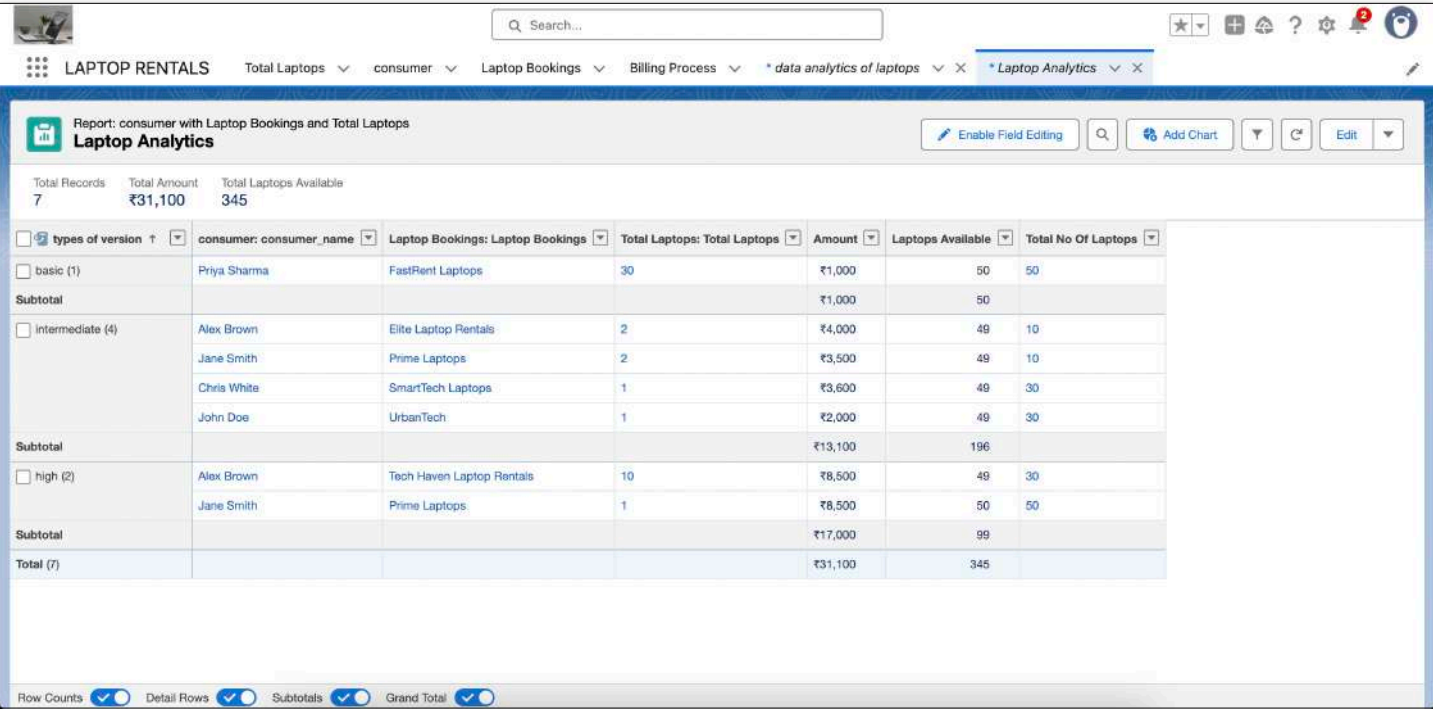 Search...
2
LAPTOP RENTALS Total Laptops consumer Laptop Bookings Billing Process * data analytics of laptops * Laptop Analytics
Report: consumer with Laptop Bookings and Total Laptops
Laptop Analytics
Enable Field Editing Add Chart Edit
Total Records Total Amount Total Laptops Available
7 ₹31,100 345
types of version ↑ consumer: consumer_name Laptop Bookings: Laptop Bookings Total Laptops: Total Laptops Amount Laptops Available Total No Of Laptops
basic (1) Priya Sharma FastRent Laptops 30 ₹1,000 50 50
Subtotal ₹1,000 50
intermediate (4) Alex Brown Elite Laptop Rentals 2 ₹4,000 49 10
Jane Smith Prime Laptops 2 ₹3,500 49 10
Chris White SmartTech Laptops 1 ₹3,600 49 30
John Doe UrbanTech 1 ₹2,000 49 30
Subtotal ₹13,100 196
high (2) Alex Brown Tech Haven Laptop Rentals 10 ₹8,500 49 30
Jane Smith Prime Laptops 1 ₹8,500 50 50
Subtotal ₹17,000 99
Total (7) ₹31,100 345
Row Counts Detail Rows Subtotals Grand Total